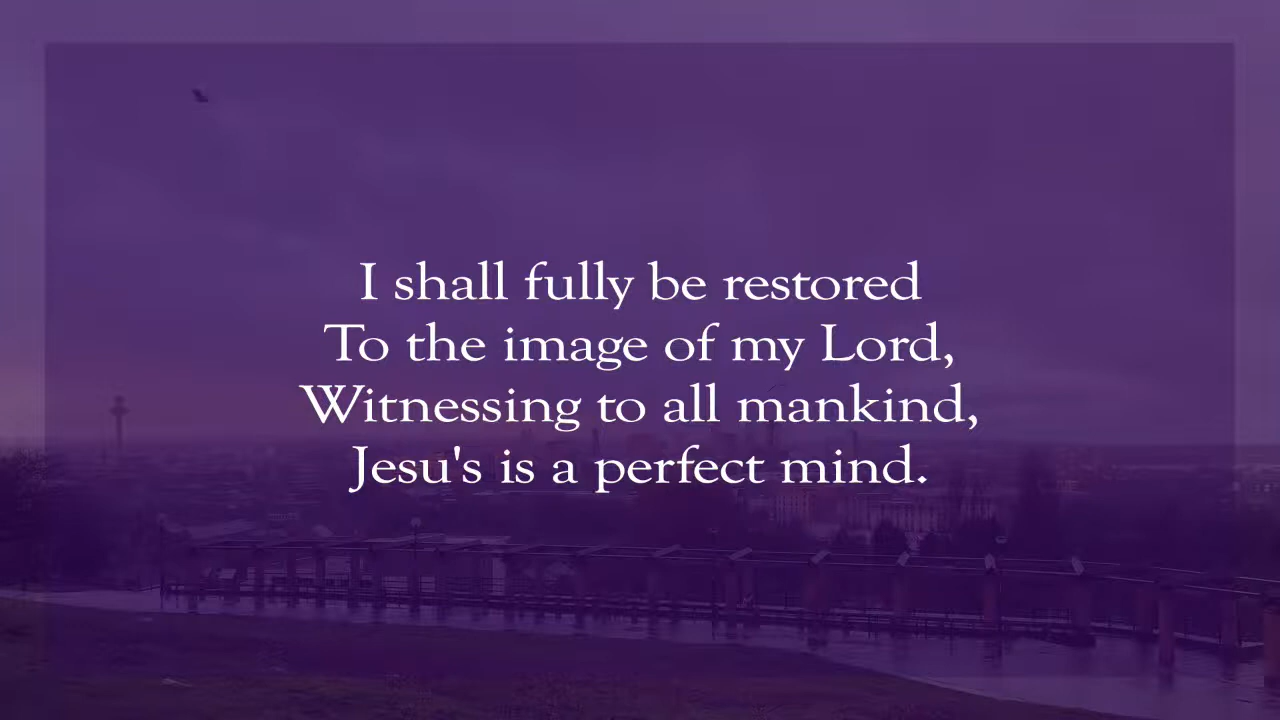 I shall fully be restored
To the image of my Lord,
Witnessing to all mankind,
Jesu's is a perfect mind.